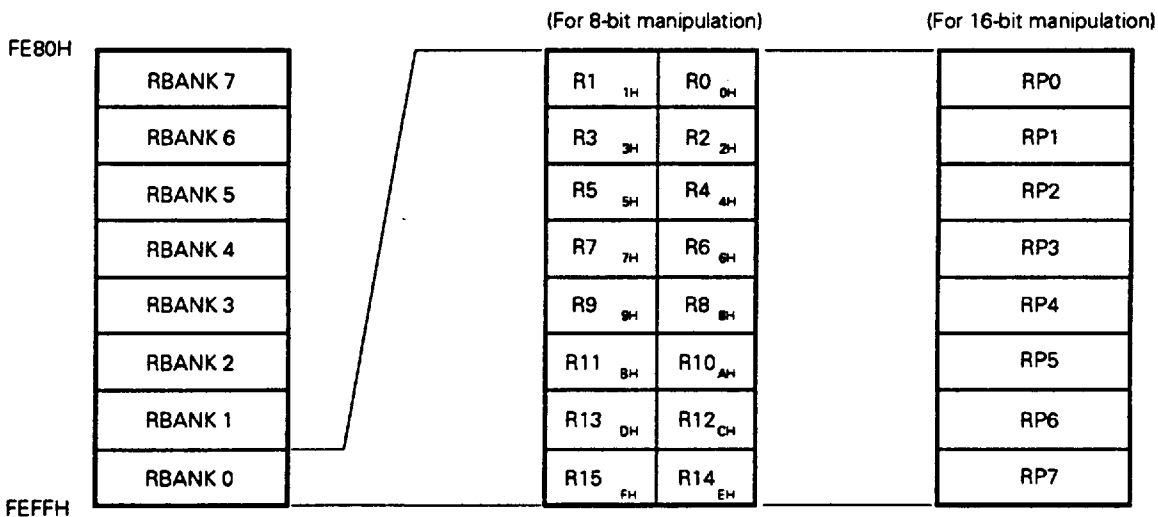 (For 8-bit manipulation) (For 16-bit manipulation)
FE80H
RBANK 7 R1 1H R0 0H RP0
RBANK 6 R3 3H R2 2H RP1
RBANK 5 R5 5H R4 4H RP2
RBANK 4 R7 7H R6 6H RP3
RBANK 3 R9 9H R8 8H RP4
RBANK 2 R11 BH R10 AH RP5
RBANK 1 R13 DH R12 CH RP6
RBANK 0 R15 FH R14 EH RP7
FEFFH